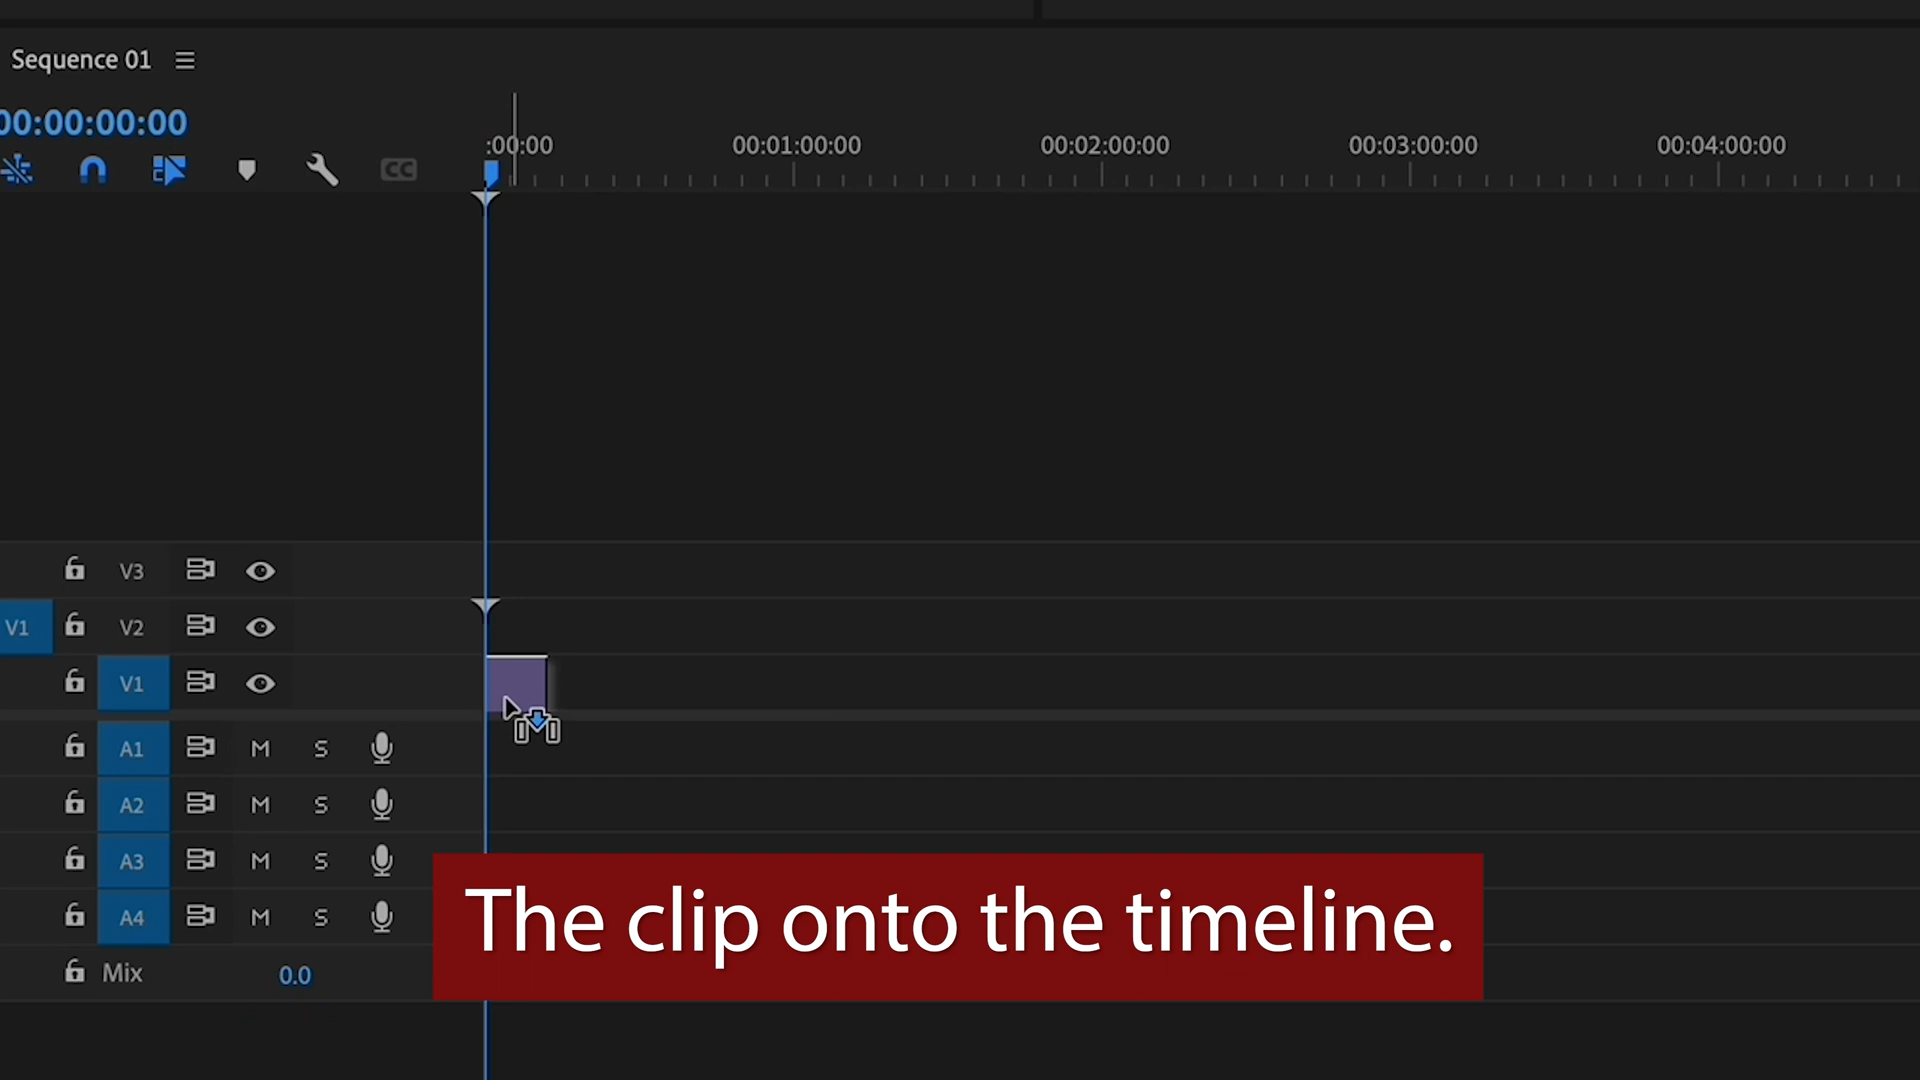 Sequence 01
00:00:00:00
:00:00 00:01:00:00 00:02:00:00 00:03:00:00 00:04:00:00
CC
V3
V1 V2
V1
A1 M S
A2 M S
A3 M S
A4 M S
Mix 0.0
The clip onto the timeline.